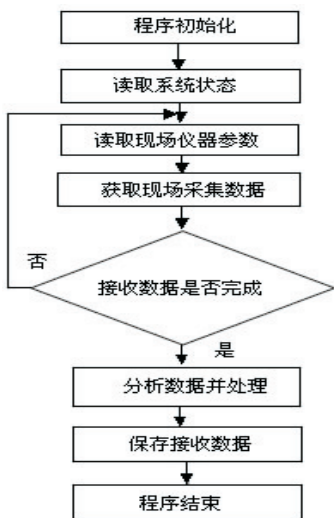 程序初始化
读取系统状态
读取现场仪器参数
获取现场采集数据
否
接收数据是否完成
是
分析数据并处理
保存接收数据
程序结束